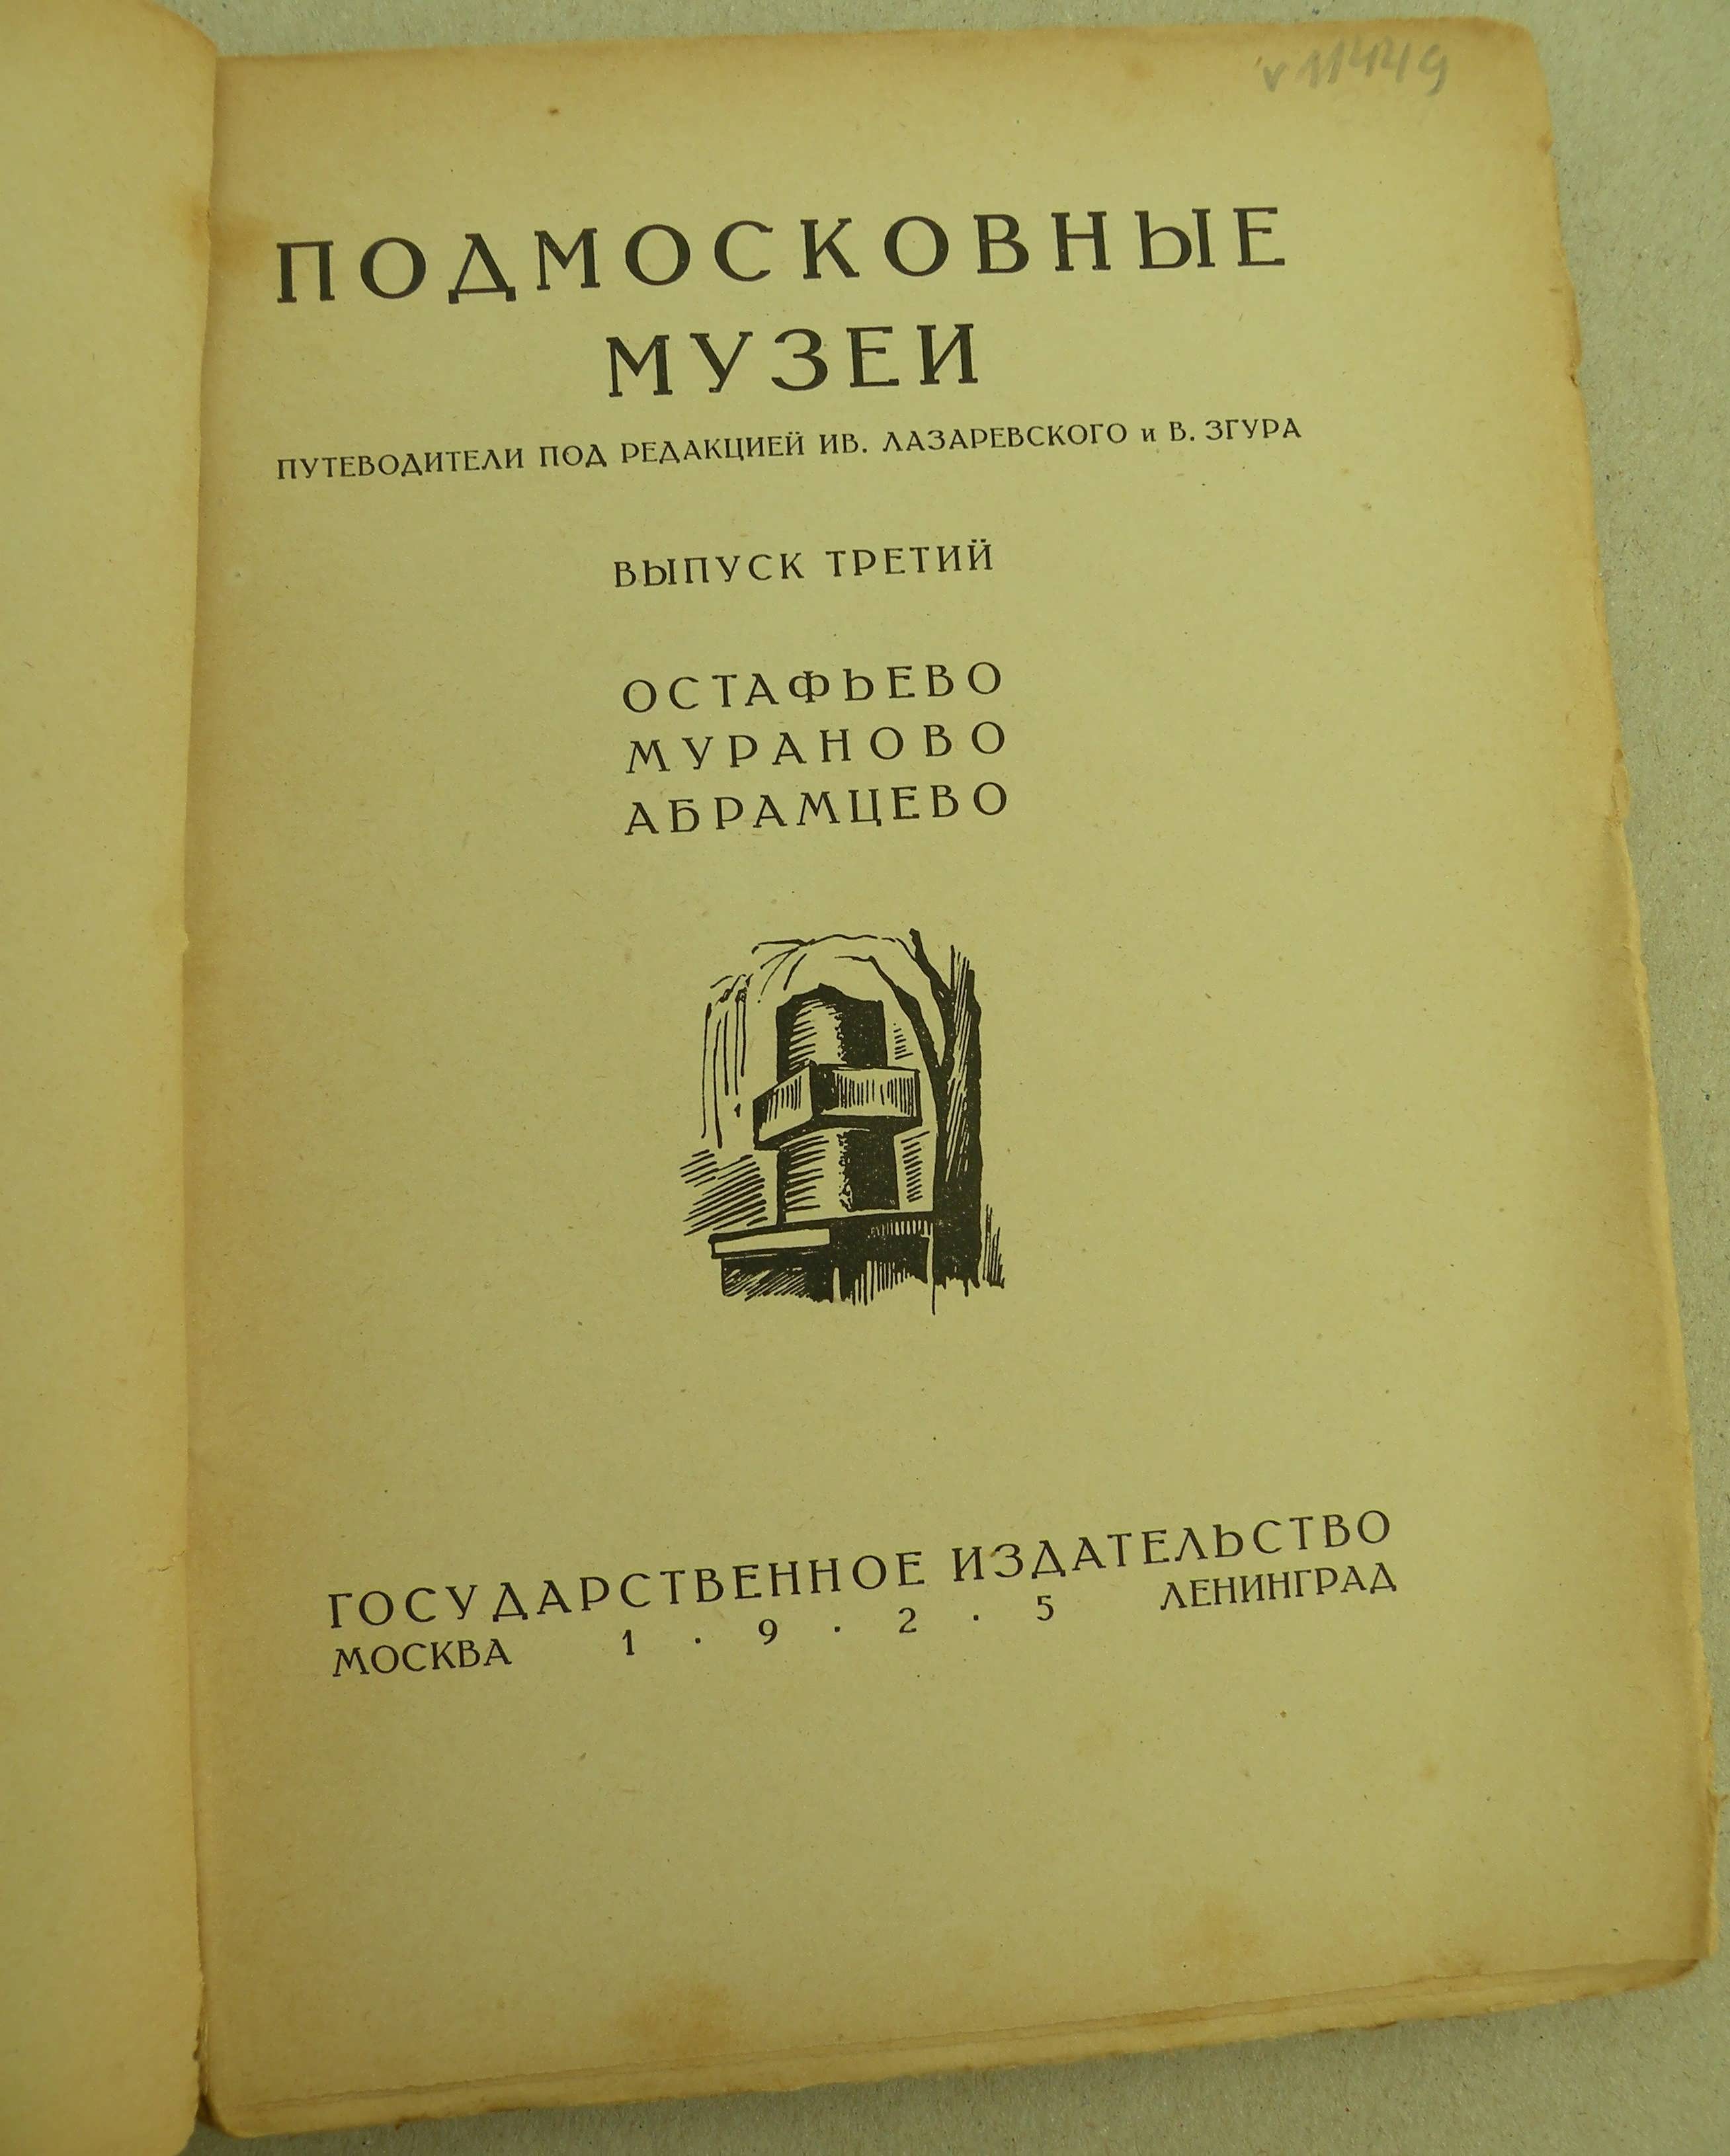 v 11449
ПОДМОСКОВНЫЕ
МУЗЕИ
ПУТЕВОДИТЕЛИ ПОД РЕДАКЦИЕЙ ИВ. ЛАЗАРЕВСКОГО и В. ЗГУРА
ВЫПУСК ТРЕТИЙ
ОСТАФЬЕВО
МУРАНОВО
АБРАМЦЕВО
ГОСУДАРСТВЕННОЕ ИЗДАТЕЛЬСТВО
МОСКВА 1 · 9 · 2 · 5 ЛЕНИНГРАД